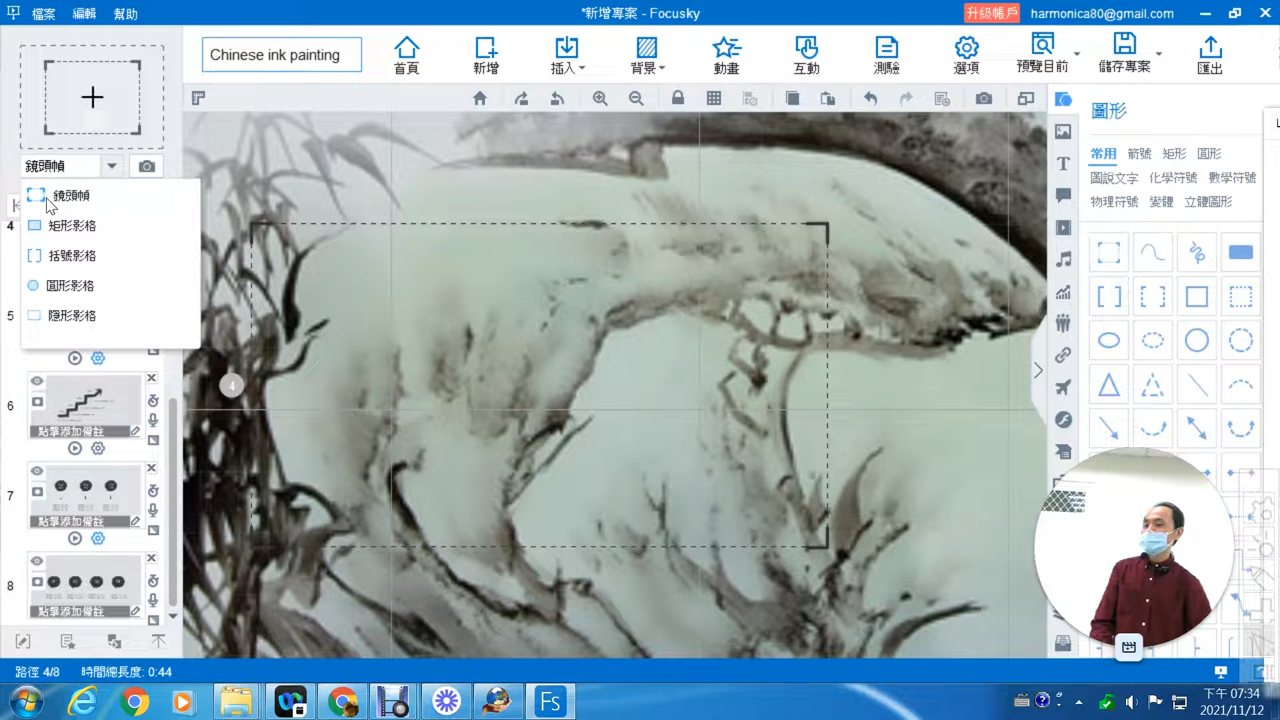 檔案 編輯 幫助
*新增專案 - Focusky
升級帳戶 harmonica80@gmail.com
Chinese ink painting
首頁 新增 插入 背景 動畫 互動 測驗 選項 預覽目前 儲存專案 匯出
鏡頭幀
鏡頭幀
矩形影格
括號影格
圓形影格
隱形影格
4
5
6
點擊添加備註
7
點擊添加備註
8
點擊添加備註
4
圖形
常用 箭號 矩形 圓形
圖說文字 化學符號 數學符號
物理符號 變體 立體圖形
路徑 4/8 時間總長度: 0:44
Fs
下午 07:34
2021/11/12